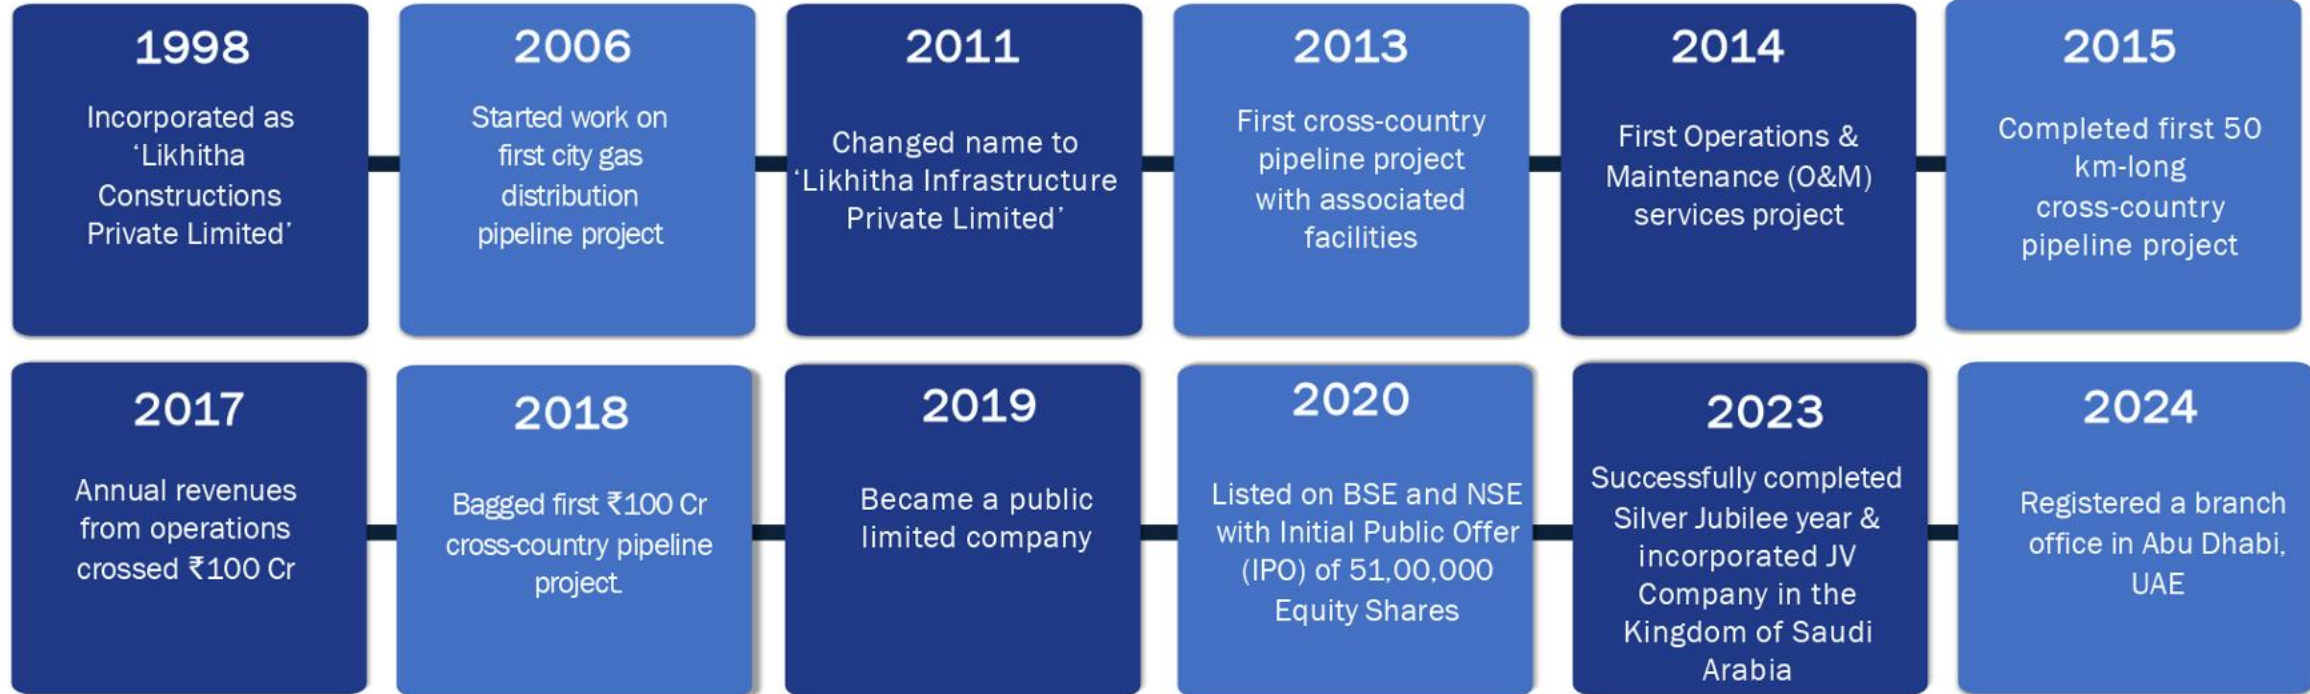 1998
Incorporated as
‘Likhitha
Constructions
Private Limited’
2006
Started work on
first city gas
distribution
pipeline project
2011
Changed name to
‘Likhitha Infrastructure
Private Limited’
2013
First cross-country
pipeline project
with associated
facilities
2014
First Operations &
Maintenance (O&M)
services project
2015
Completed first 50
km-long
cross-country
pipeline project
2017
Annual revenues
from operations
crossed ₹100 Cr
2018
Bagged first ₹100 Cr
cross-country pipeline
project.
2019
Became a public
limited company
2020
Listed on BSE and NSE
with Initial Public Offer
(IPO) of 51,00,000
Equity Shares
2023
Successfully completed
Silver Jubilee year &
incorporated JV
Company in the
Kingdom of Saudi
Arabia
2024
Registered a branch
office in Abu Dhabi,
UAE